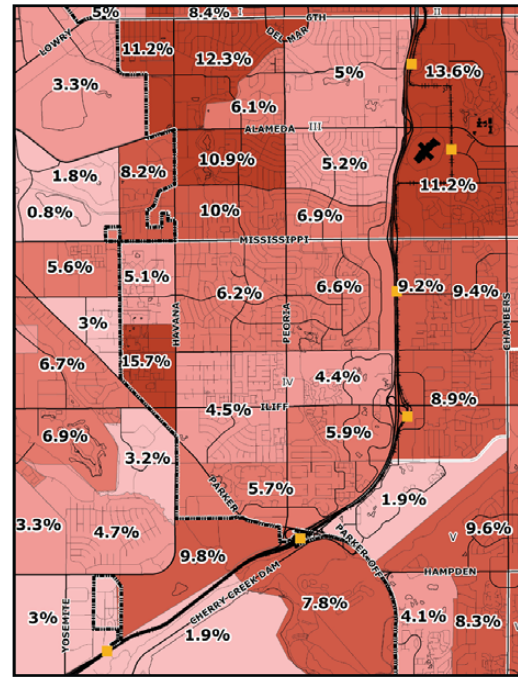 5%
8.4%
I
II
6TH
DEL MAR
LOWRY
11.2%
12.3%
5%
13.6%
3.3%
6.1%
ALAMEDA
III
1.8%
8.2%
10.9%
5.2%
11.2%
0.8%
10%
6.9%
MISSISSIPPI
5.6%
5.1%
6.2%
6.6%
9.2%
9.4%
3%
HAVANA
PEORIA
CHAMBERS
6.7%
15.7%
4.4%
IV
8.9%
4.5%
ILIFF
6.9%
5.9%
3.2%
5.7%
PARKER
1.9%
3.3%
4.7%
9.6%
V
9.8%
PARKER-OFF
CHERRY CREEK DAM
HAMPDEN
3%
YOSEMITE
7.8%
4.1%
8.3%
1.9%